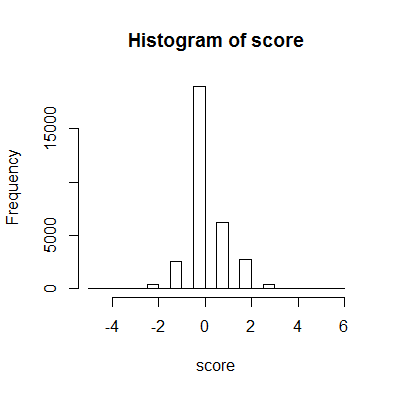 Histogram of score
Frequency
15000
5000
0
-4 -2 0 2 4 6
score